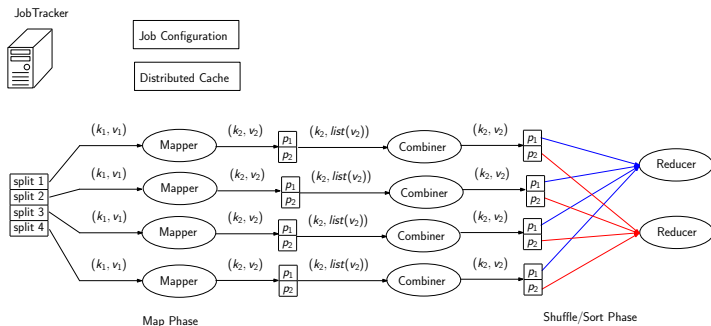 JobTracker
Job Configuration
Distributed Cache
(k₁, v₁) (k₂, v₂) (k₂, list(v₂)) (k₂, v₂)
Mapper p₁ p₂ Combiner p₁ p₂
Reducer
(k₁, v₁) (k₂, v₂) (k₂, list(v₂)) (k₂, v₂)
split 1
split 2
split 3
split 4
Mapper p₁ p₂ Combiner p₁ p₂
(k₁, v₁) (k₂, v₂) (k₂, list(v₂)) (k₂, v₂)
Mapper p₁ p₂ Combiner p₁ p₂
Reducer
(k₁, v₁) (k₂, v₂) (k₂, list(v₂)) (k₂, v₂)
Mapper p₁ p₂ Combiner p₁ p₂
Map Phase
Shuffle/Sort Phase